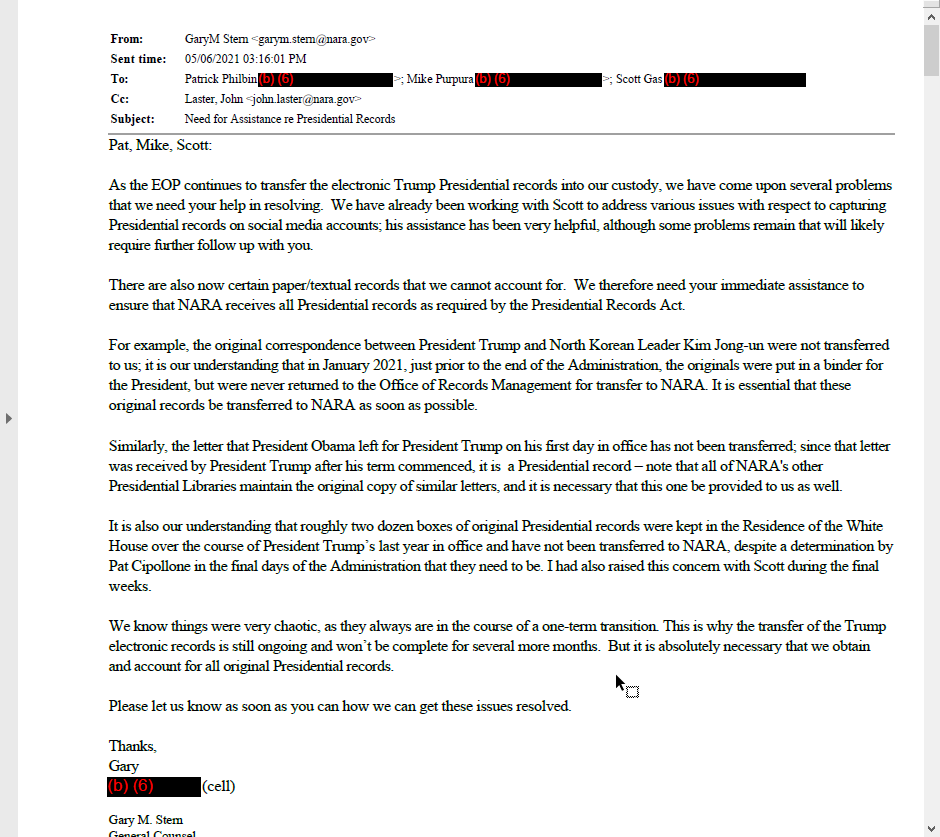 From: GaryM Stern <garym.stern@nara.gov>
Sent time: 05/06/2021 03:16:01 PM
To: Patrick Philbin(b) (6) >; Mike Purpura(b) (6) >; Scott Gas(b) (6)
Cc: Laster, John <john.laster@nara.gov>
Subject: Need for Assistance re Presidential Records
Pat, Mike, Scott:
As the EOP continues to transfer the electronic Trump Presidential records into our custody, we have come upon several problems
that we need your help in resolving.  We have already been working with Scott to address various issues with respect to capturing
Presidential records on social media accounts; his assistance has been very helpful, although some problems remain that will likely
require further follow up with you.
There are also now certain paper/textual records that we cannot account for.  We therefore need your immediate assistance to
ensure that NARA receives all Presidential records as required by the Presidential Records Act.
For example, the original correspondence between President Trump and North Korean Leader Kim Jong-un were not transferred
to us; it is our understanding that in January 2021, just prior to the end of the Administration, the originals were put in a binder for
the President, but were never returned to the Office of Records Management for transfer to NARA. It is essential that these
original records be transferred to NARA as soon as possible.
Similarly, the letter that President Obama left for President Trump on his first day in office has not been transferred; since that letter
was received by President Trump after his term commenced, it is  a Presidential record – note that all of NARA's other
Presidential Libraries maintain the original copy of similar letters, and it is necessary that this one be provided to us as well.
It is also our understanding that roughly two dozen boxes of original Presidential records were kept in the Residence of the White
House over the course of President Trump's last year in office and have not been transferred to NARA, despite a determination by
Pat Cipollone in the final days of the Administration that they need to be. I had also raised this concern with Scott during the final
weeks.
We know things were very chaotic, as they always are in the course of a one-term transition. This is why the transfer of the Trump
electronic records is still ongoing and won't be complete for several more months.  But it is absolutely necessary that we obtain
and account for all original Presidential records.
Please let us know as soon as you can how we can get these issues resolved.
Thanks,
Gary
(b) (6) (cell)
Gary M. Stern
General Counsel